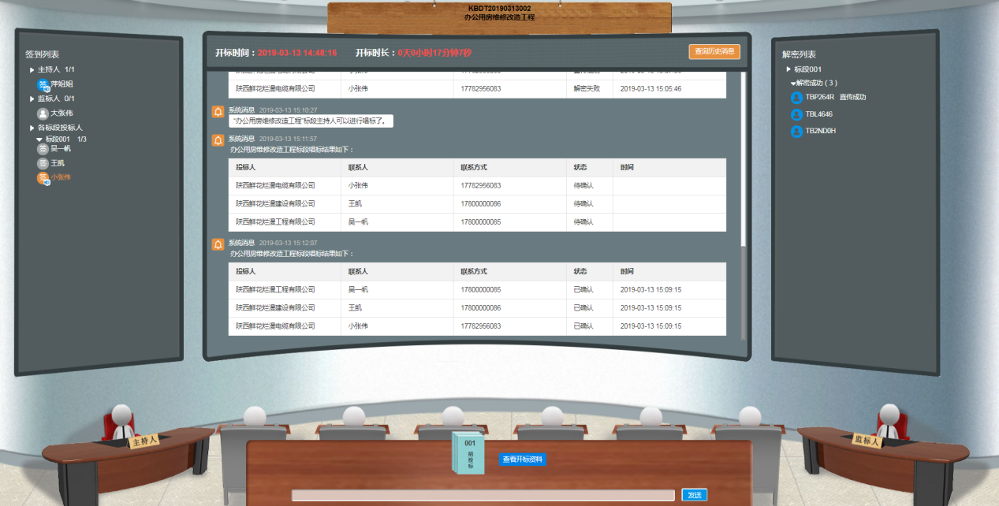 KBDT20190313002
办公用房维修改造工程
签到列表
主持人 1/1
签 萍姐姐
监标人 0/1
大张伟
各标段投标人
标段001 1/3
签 吴一帆
签 王凯
签 小张伟
开标时间：2019-03-13 14:48:16 开标时长：0天0小时17分钟7秒 查询历史消息
陕西鲜花烂漫电缆有限公司 小张伟 17782956083 解密失败 2019-03-13 15:05:46
系统消息 2019-03-13 15:10:27
"办公用房维修改造工程"标段主持人可以进行唱标了。
系统消息 2019-03-13 15:11:57
办公用房维修改造工程标段唱标结果如下：
投标人 联系人 联系方式 状态 时间
陕西鲜花烂漫电缆有限公司 小张伟 17782956083 待确认
陕西鲜花烂漫建设有限公司 王凯 17800000086 待确认
陕西鲜花烂漫工程有限公司 吴一帆 17800000085 待确认
系统消息 2019-03-13 15:12:07
办公用房维修改造工程标段唱标结果如下：
投标人 联系人 联系方式 状态 时间
陕西鲜花烂漫工程有限公司 吴一帆 17800000085 已确认 2019-03-13 15:09:15
陕西鲜花烂漫建设有限公司 王凯 17800000086 已确认 2019-03-13 15:09:15
陕西鲜花烂漫电缆有限公司 小张伟 17782956083 已确认 2019-03-13 15:09:15
解密列表
标段001
解密成功 ( 3 )
TBP264R 直传成功
TBL4646
TB2ND0H
主持人
监标人
001
招投标
查看开标资料
发送